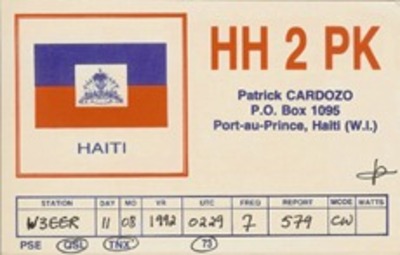 HH 2 PK
Patrick CARDOZO
P.O. Box 1095
Port-au-Prince, Haiti (W.I.)
HAITI
STATION DAY MO YR UTC FREQ REPORT MODE WATTS
W3EER 11 08 1992 0229 7 579 CW
PSE QSL TNX 73